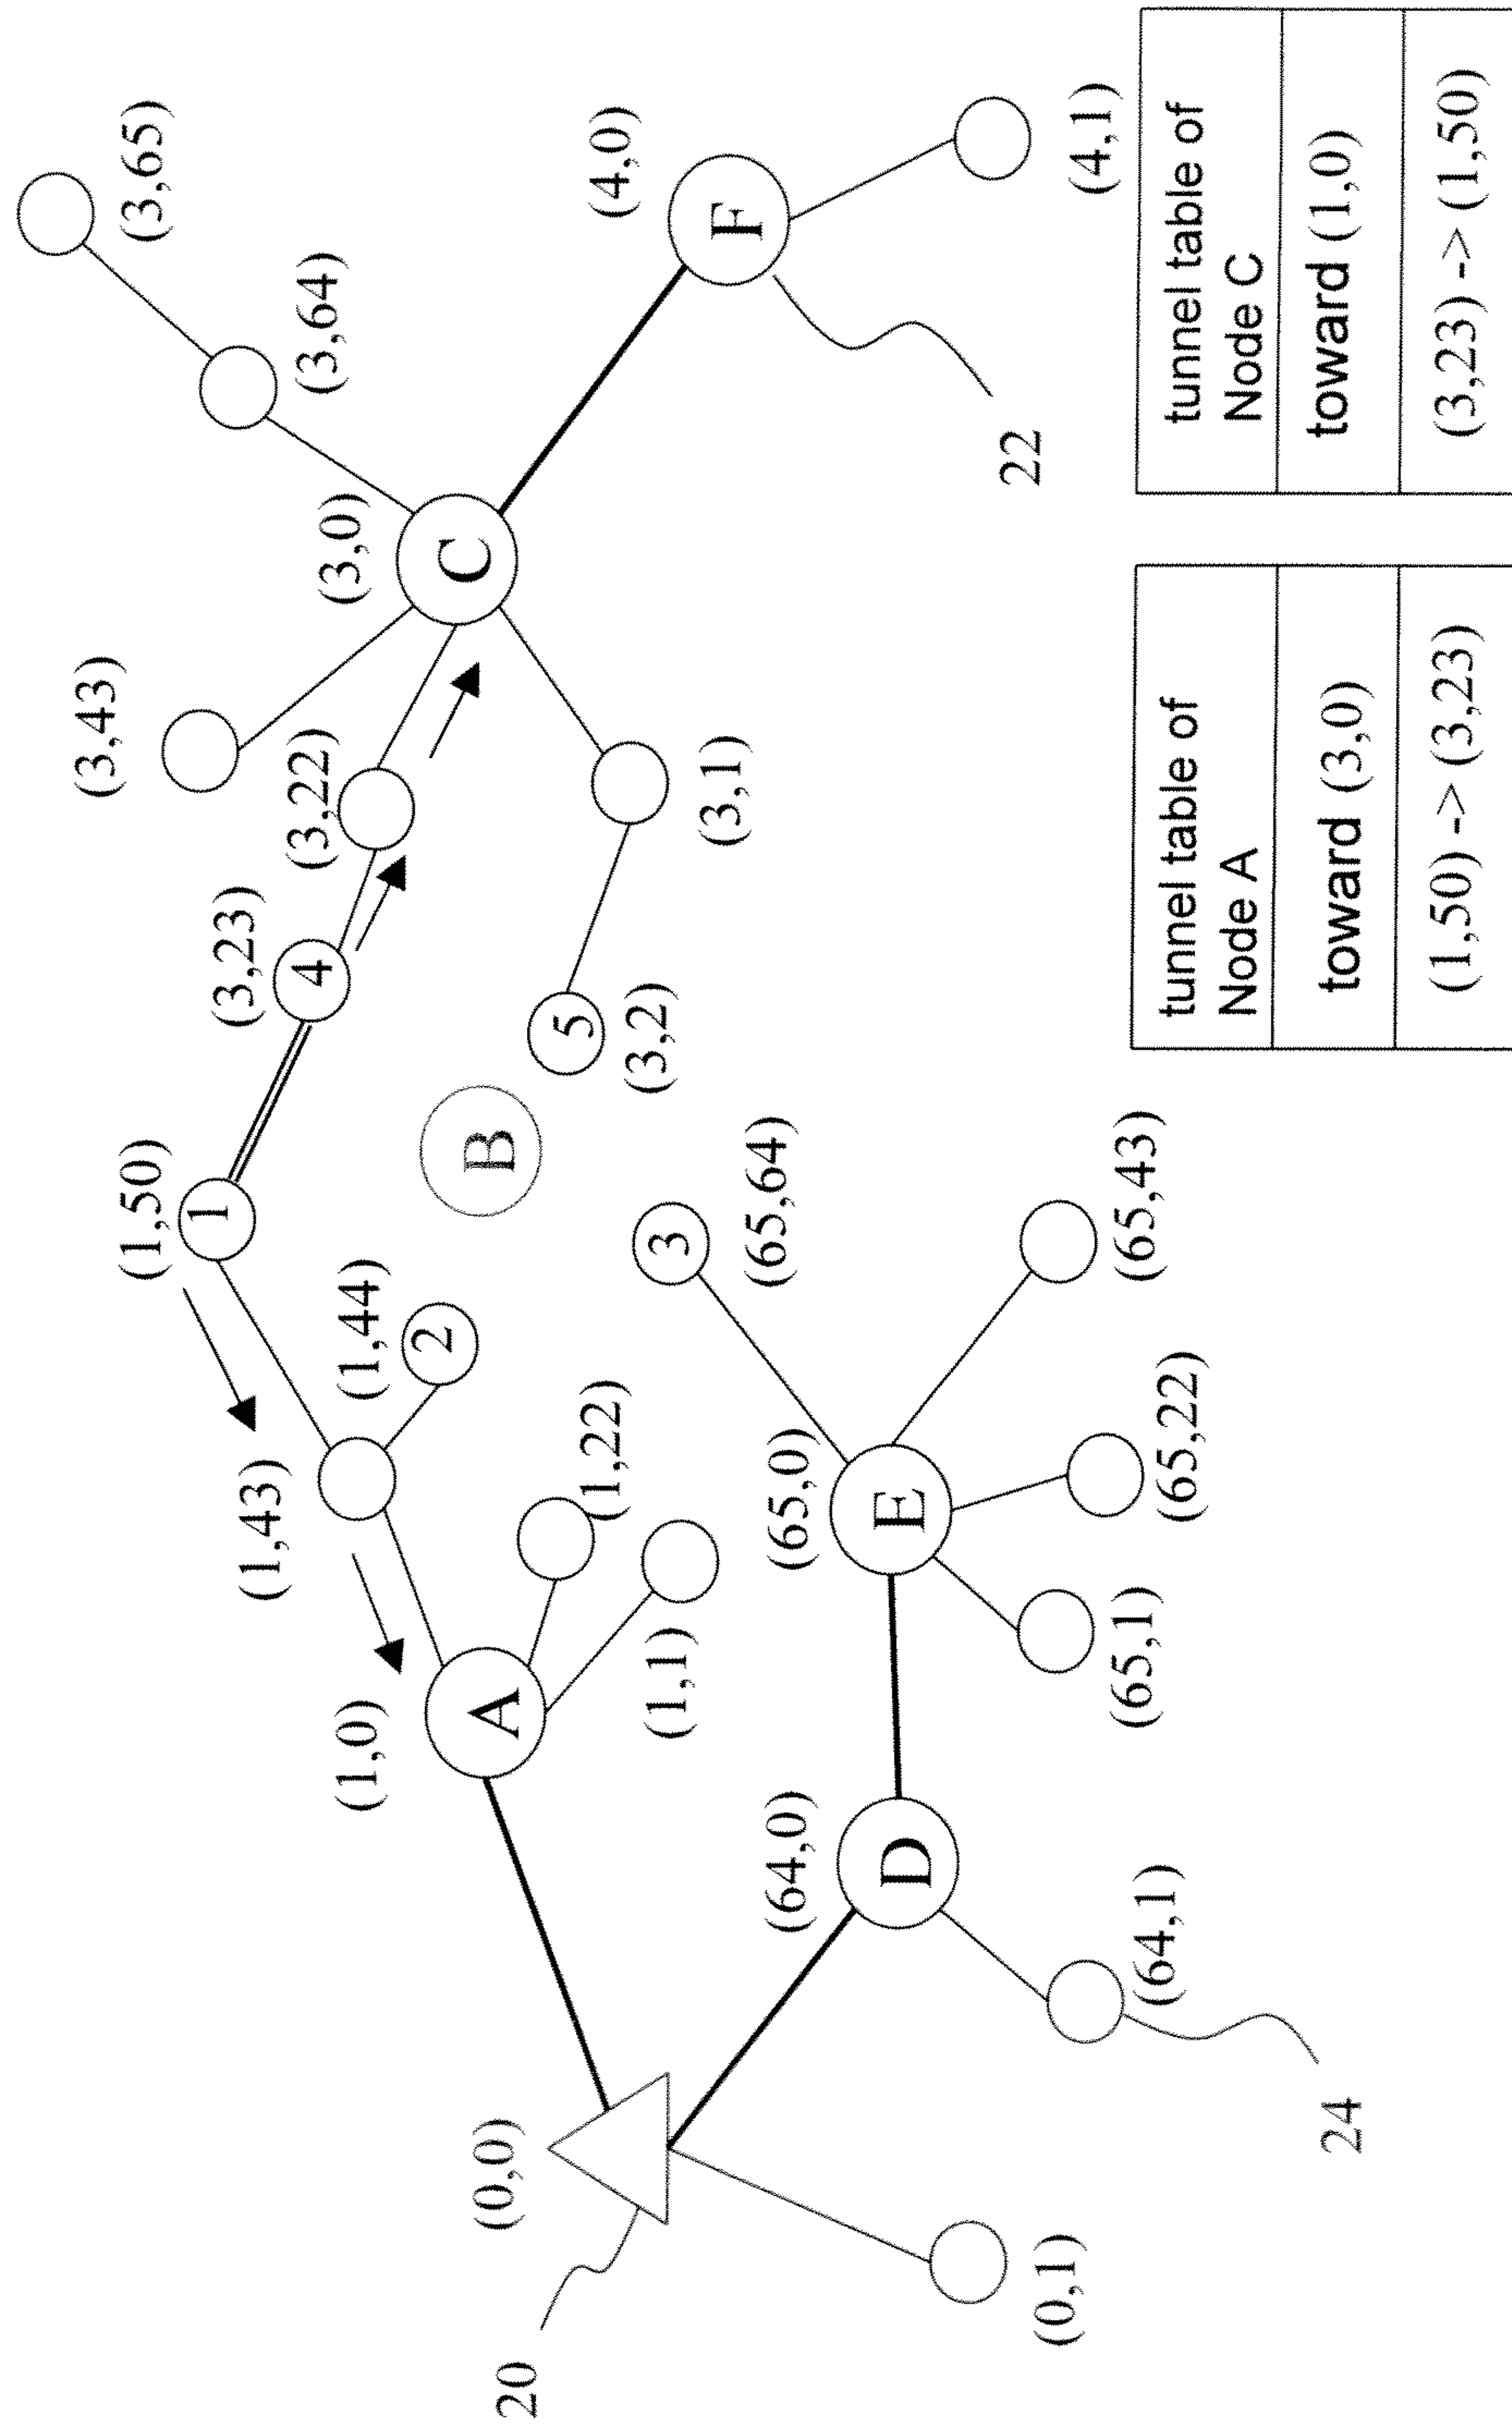 (3,65)
(3,64)
(3,43)
(3,0)
C
(4,0)
F
(4,1)
22
(3,22)
(3,23)
4
(3,1)
5
(3,2)
(1,50)
1
B
(1,44)
2
(1,43)
(1,22)
(1,0)
A
(1,1)
3
(65,64)
(65,43)
(65,0)
E
(65,22)
(65,1)
(64,0)
D
(64,1)
24
(0,0)
20
(0,1)
tunnel table of
Node A
toward (3,0)
(1,50) -> (3,23)
tunnel table of
Node C
toward (1,0)
(3,23) -> (1,50)